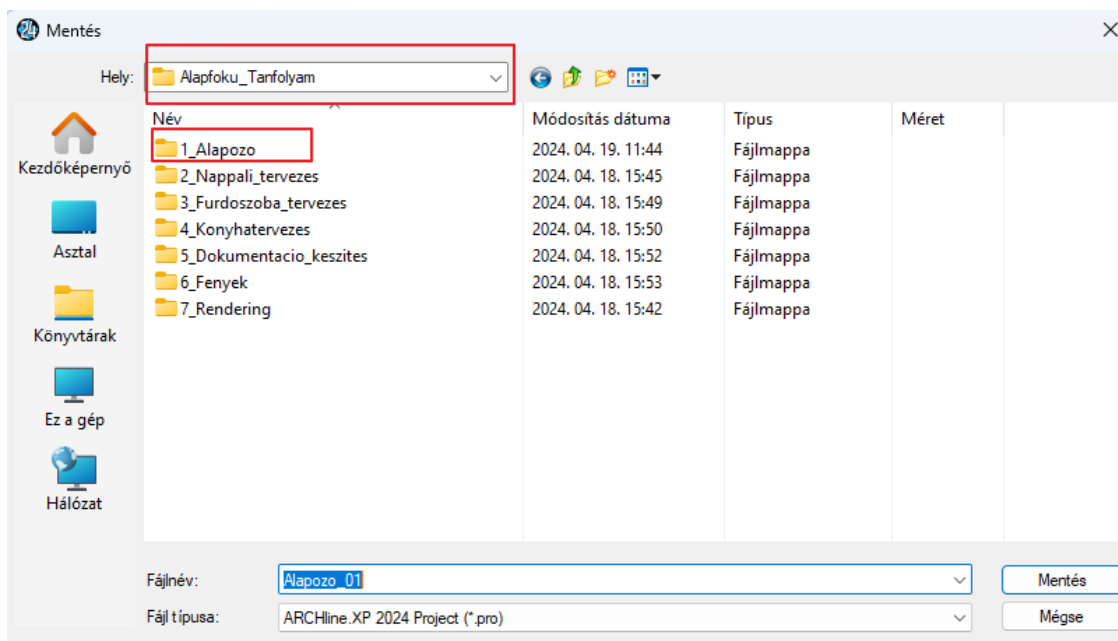 Mentés
Hely: Alapfoku_Tanfolyam
Név Módosítás dátuma Típus Méret
1_Alapozo 2024. 04. 19. 11:44 Fájlmappa
2_Nappali_tervezes 2024. 04. 18. 15:45 Fájlmappa
3_Furdoszoba_tervezes 2024. 04. 18. 15:49 Fájlmappa
4_Konyhatervezes 2024. 04. 18. 15:50 Fájlmappa
5_Dokumentacio_keszites 2024. 04. 18. 15:52 Fájlmappa
6_Fenyek 2024. 04. 18. 15:53 Fájlmappa
7_Rendering 2024. 04. 18. 15:42 Fájlmappa
Kezdőképernyő
Asztal
Könyvtárak
Ez a gép
Hálózat
Fájlnév: Alapozo_01 Mentés
Fájl típusa: ARCHline.XP 2024 Project (*.pro) Mégse